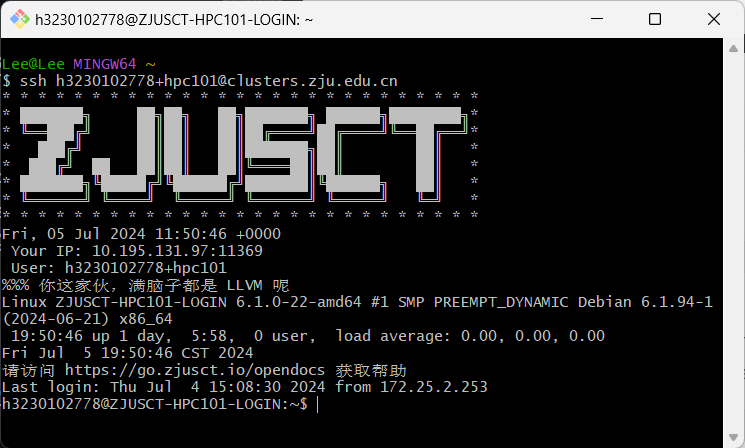 h3230102778@ZJUSCT-HPC101-LOGIN: ~
Lee@Lee MINGW64 ~
$ ssh h3230102778+hpc101@clusters.zju.edu.cn
* * * * * * * * * * * * * * * * * * * * * * * * * * *
ZJUSCT
* * * * * * * * * * * * * * * * * * * * * * * * * * *
Fri, 05 Jul 2024 11:50:46 +0000
Your IP: 10.195.131.97:11369
User: h3230102778+hpc101
%%% 你这家伙，满脑子都是 LLVM 呢
Linux ZJUSCT-HPC101-LOGIN 6.1.0-22-amd64 #1 SMP PREEMPT_DYNAMIC Debian 6.1.94-1
(2024-06-21) x86_64
19:50:46 up 1 day,  5:58,  0 user,  load average: 0.00, 0.00, 0.00
Fri Jul  5 19:50:46 CST 2024
请访问 https://go.zjusct.io/opendocs 获取帮助
Last login: Thu Jul  4 15:08:30 2024 from 172.25.2.253
h3230102778@ZJUSCT-HPC101-LOGIN:~$